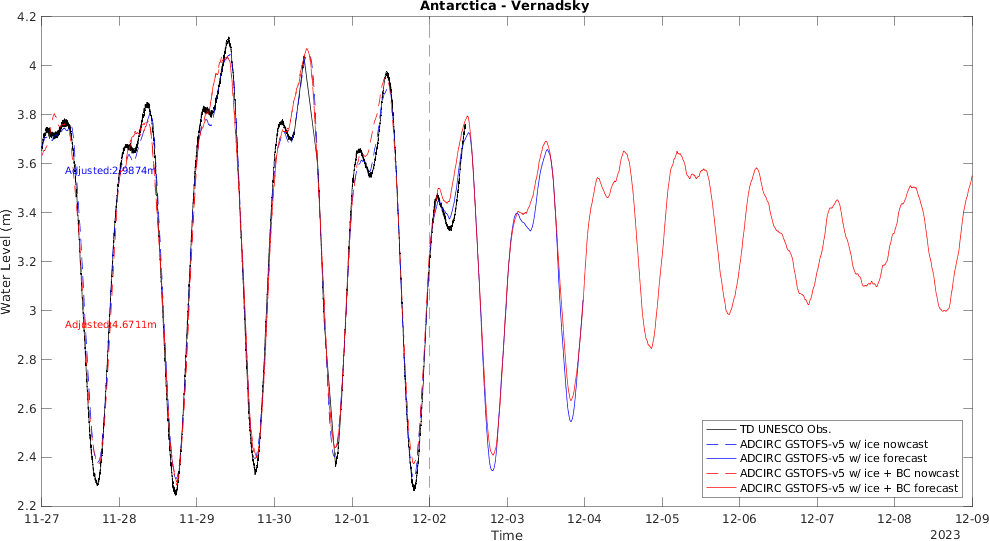 Antarctica - Vernadsky
4.2
4
3.8
3.6
3.4
3.2
3
2.8
2.6
2.4
2.2
Water Level (m)
Adjusted:2.9874m
Adjusted:4.6711m
TD UNESCO Obs.
ADCIRC GSTOFS-v5 w/ ice nowcast
ADCIRC GSTOFS-v5 w/ ice forecast
ADCIRC GSTOFS-v5 w/ ice + BC nowcast
ADCIRC GSTOFS-v5 w/ ice + BC forecast
11-27 11-28 11-29 11-30 12-01 12-02 12-03 12-04 12-05 12-06 12-07 12-08 12-09
Time
2023